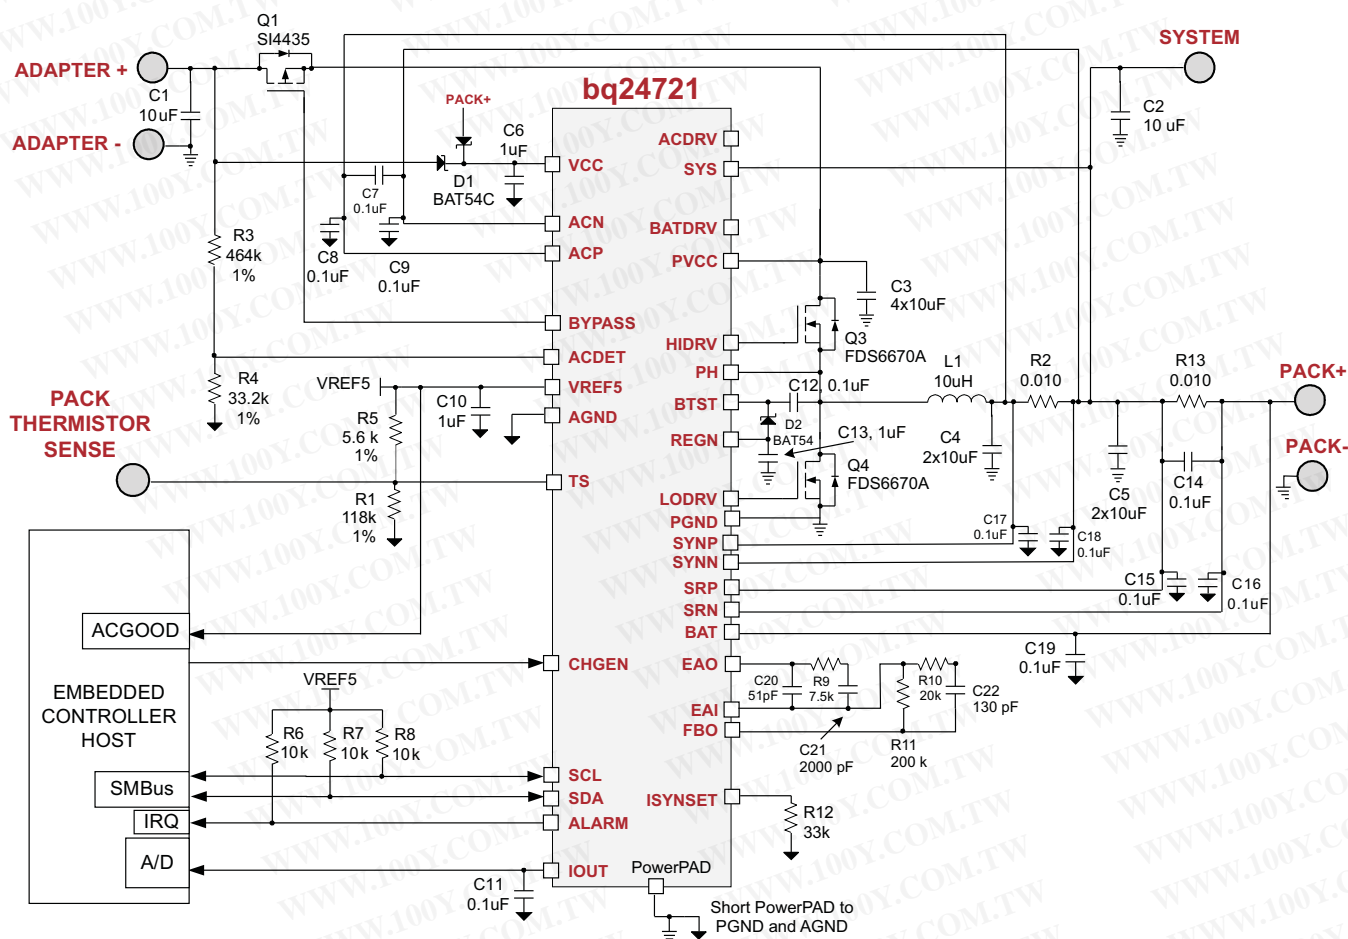 Q1
SI4435
ADAPTER +
C1
10uF
ADAPTER -
SYSTEM
C2
10 uF
bq24721
PACK+
C6
1uF
D1
BAT54C
C7
0.1uF
C8
0.1uF
C9
0.1uF
R3
464k
1%
R4
33.2k
1%
VCC
ACN
ACP
BYPASS
ACDET
VREF5
AGND
TS
CHGEN
SCL
SDA
ALARM
IOUT
ACDRV
SYS
BATDRV
PVCC
HIDRV
PH
BTST
REGN
LODRV
PGND
SYNP
SYNN
SRP
SRN
BAT
EAO
EAI
FBO
ISYNSET
PowerPAD
C3
4x10uF
Q3
FDS6670A
C12, 0.1uF
D2
BAT54
C13, 1uF
Q4
FDS6670A
L1
10uH
R2
0.010
R13
0.010
PACK+
PACK-
C4
2x10uF
C5
2x10uF
C14
0.1uF
C17
0.1uF
C18
0.1uF
C15
0.1uF
C16
0.1uF
C19
0.1uF
C20
51pF
R9
7.5k
R10
20k
C22
130 pF
C21
2000 pF
R11
200 k
R12
33k
Short PowerPAD to
PGND and AGND
PACK
THERMISTOR
SENSE
VREF5
R5
5.6 k
1%
C10
1uF
R1
118k
1%
ACGOOD
EMBEDDED
CONTROLLER
HOST
VREF5
R6
10k
R7
10k
R8
10k
SMBus
IRQ
A/D
C11
0.1uF
WWW.100Y.COM.TW